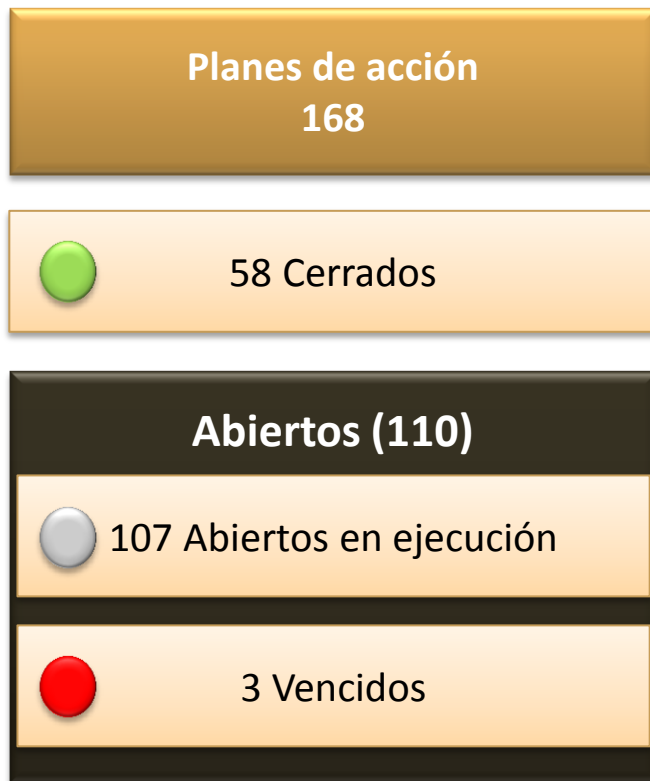 Planes de acción
168
58 Cerrados
Abiertos (110)
107 Abiertos en ejecución
3 Vencidos